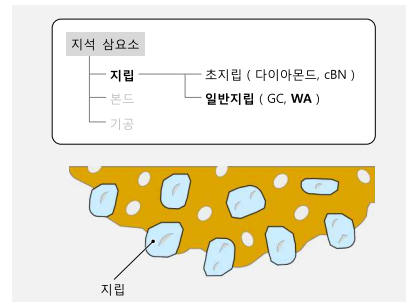 지석 삼요소
지립
초지립 ( 다이아몬드, cBN )
본드
일반지립 ( GC, WA )
기공
지립